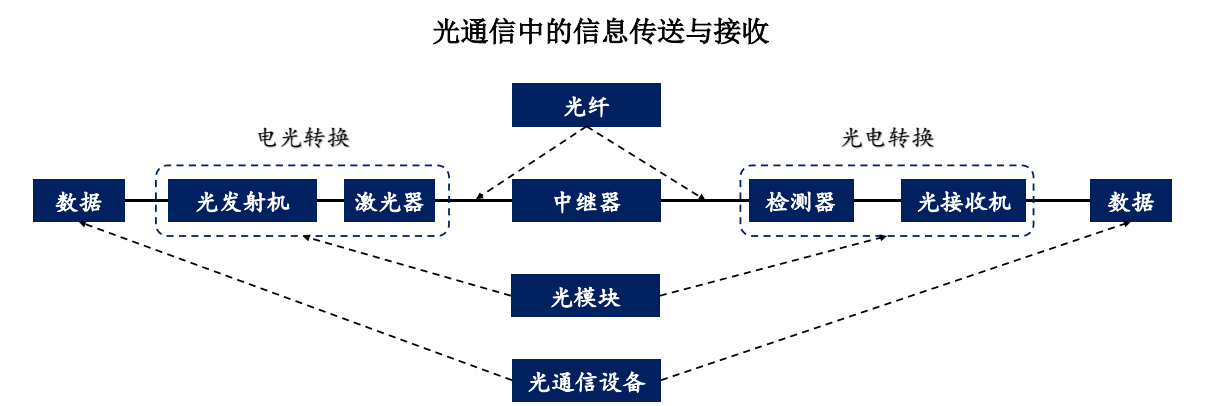 光通信中的信息传送与接收
光纤
电光转换
光电转换
数据
光发射机
激光器
中继器
检测器
光接收机
数据
光模块
光通信设备